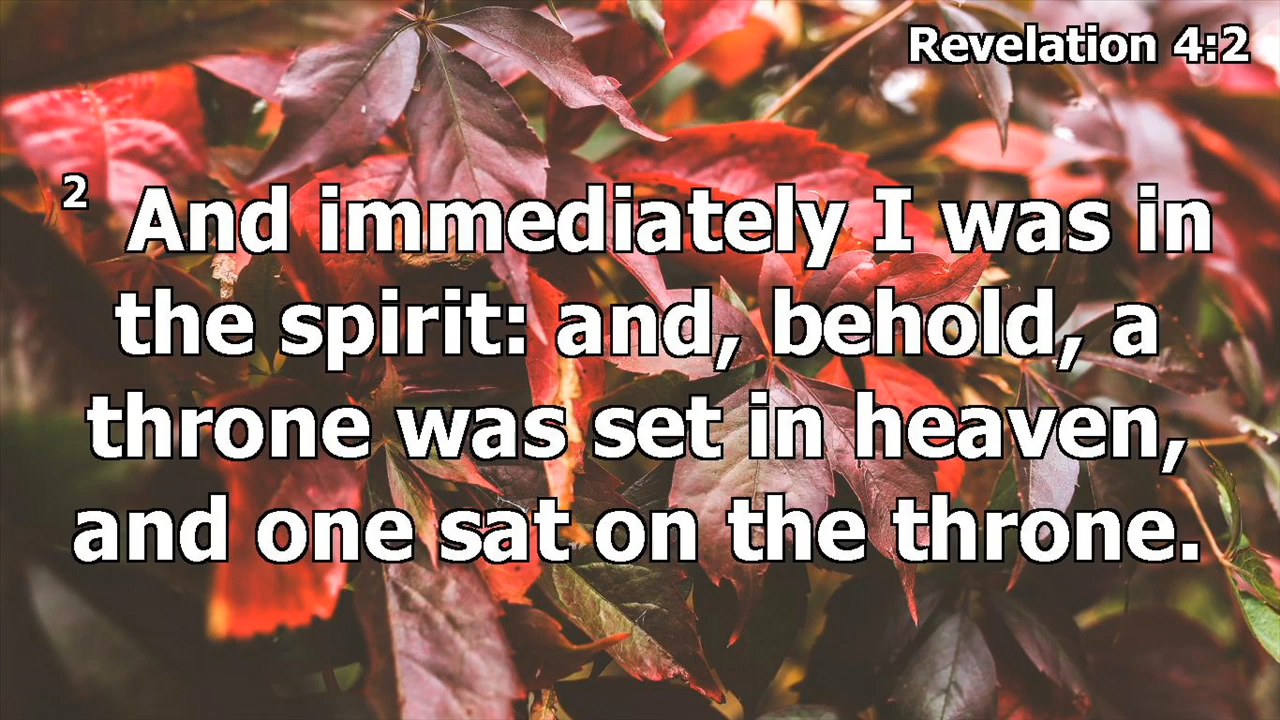 Revelation 4:2
2 And immediately I was in
the spirit: and, behold, a
throne was set in heaven,
and one sat on the throne.